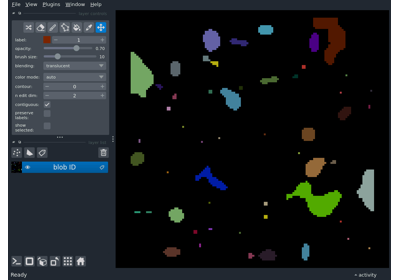 File View Plugins Window Help
label: 1
opacity: 0.70
brush size: 10
blending: translucent
color mode: auto
contour: 0
n edit dim: 2
contiguous:
preserve
labels:
show
selected:
blob ID
Ready
activity